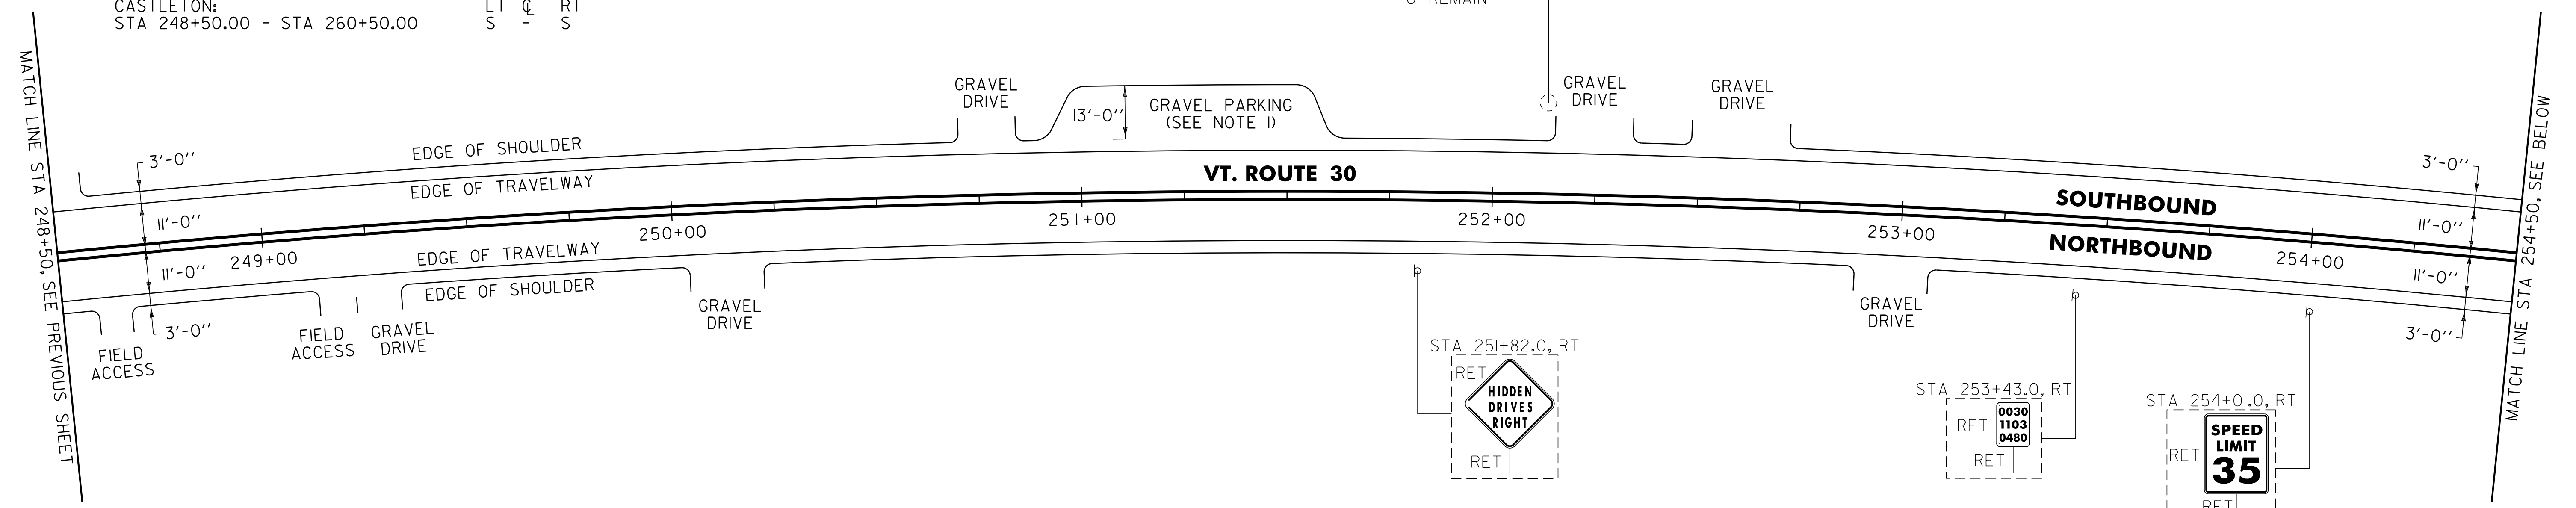 CASTLETON:
LT ℄ RT
STA 248+50.00 - STA 260+50.00
S - S
TO REMAIN
MATCH LINE STA 248+50, SEE PREVIOUS SHEET
MATCH LINE STA 254+50, SEE BELOW
GRAVEL
DRIVE
GRAVEL PARKING
(SEE NOTE 1)
13'-0"
GRAVEL
DRIVE
GRAVEL
DRIVE
3'-0"
EDGE OF SHOULDER
EDGE OF TRAVELWAY
VT. ROUTE 30
3'-0"
11'-0"
SOUTHBOUND
11'-0"
249+00
250+00
251+00
252+00
253+00
254+00
NORTHBOUND
11'-0"
EDGE OF TRAVELWAY
EDGE OF SHOULDER
11'-0"
3'-0"
3'-0"
FIELD
ACCESS
FIELD
ACCESS
GRAVEL
DRIVE
GRAVEL
DRIVE
GRAVEL
DRIVE
STA 251+82.0, RT
RET
HIDDEN
DRIVES
RIGHT
RET
STA 253+43.0, RT
RET
0030
1103
0480
RET
STA 254+01.0, RT
RET
SPEED
LIMIT
35
RET